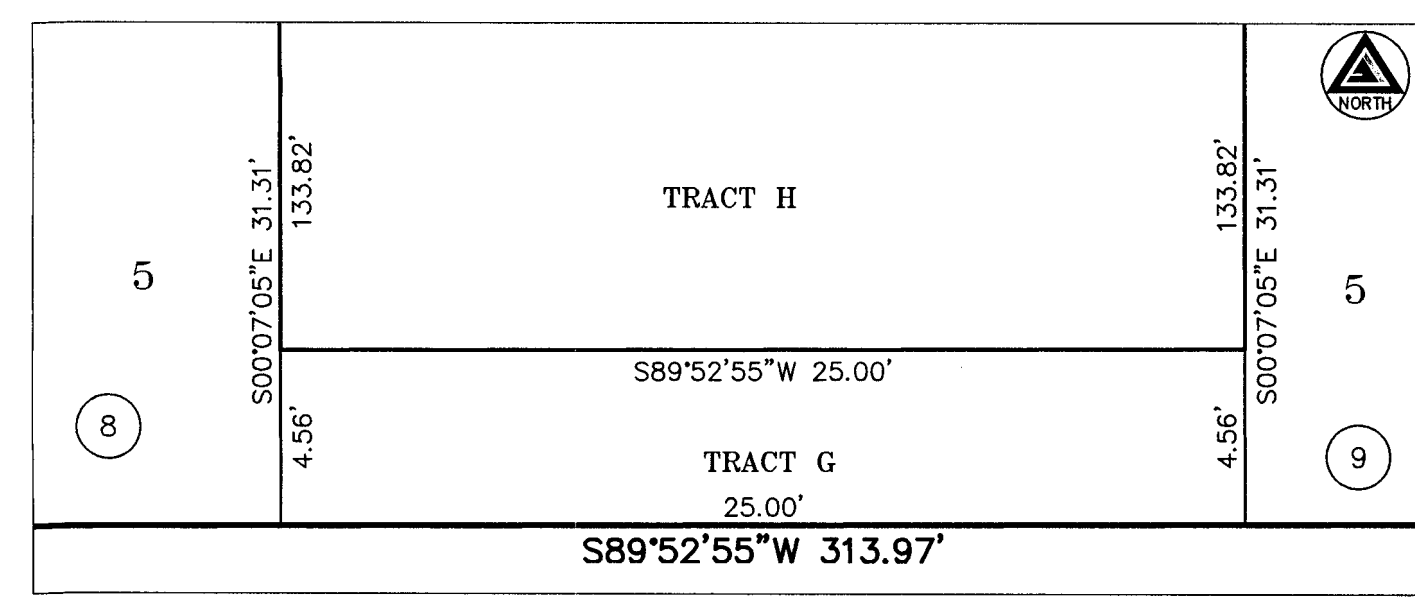 NORTH
S00°07'05"E 31.31'
133.82'
TRACT H
133.82'
S00°07'05"E 31.31'
5
5
S89°52'55"W 25.00'
8
4.56'
TRACT G
4.56'
9
25.00'
S89°52'55"W 313.97'